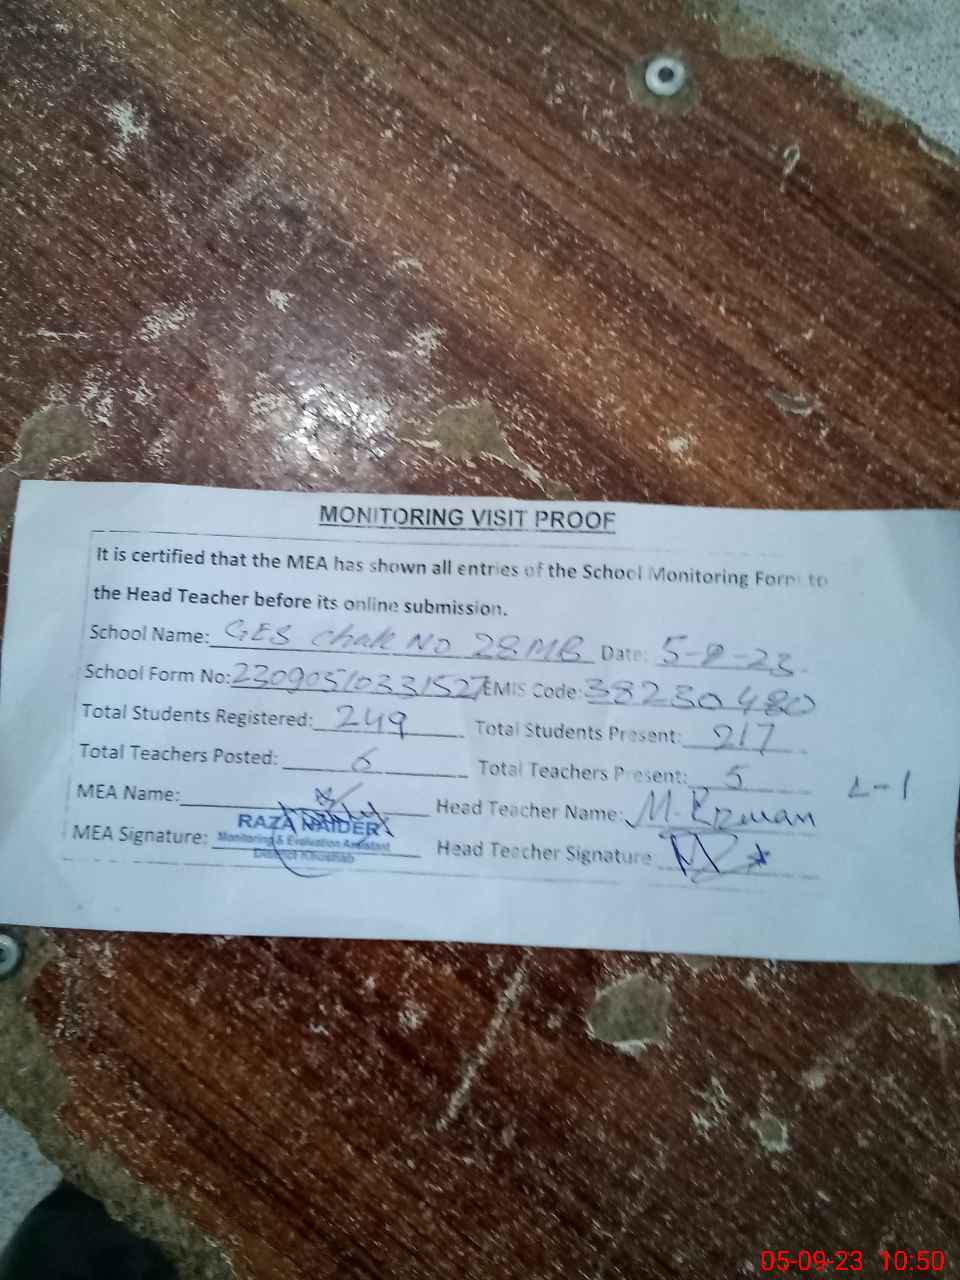 MONITORING VISIT PROOF
It is certified that the MEA has shown all entries of the School Monitoring Form to
the Head Teacher before its online submission.
School Name: GES Chak No 28 MB Date: 5-9-23.
School Form No: 23090510331527 EMIS Code: 38230480
Total Students Registered: 249 Total Students Present: 217
Total Teachers Posted: 6 Total Teachers Present: 5
L-1
MEA Name: Head Teacher Name: M.
RAZA HAIDER
MEA Signature: Monitoring & Evaluation Assistant Head Teacher Signature
District Khushab
05-09-23 10:50